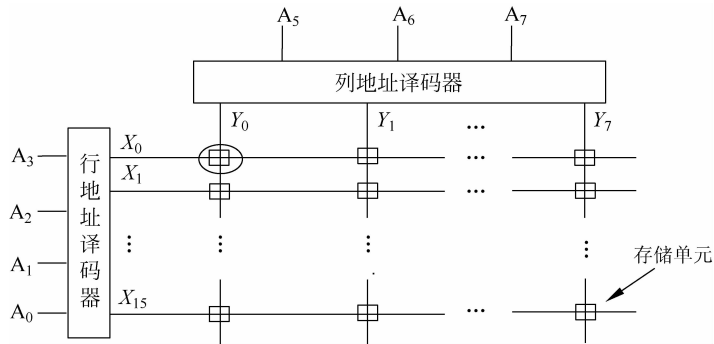 A₅ A₆ A₇
列地址译码器
Y₀ Y₁ ... Y₇
A₃ X₀
X₁
行地址译码器
A₂
A₁
存储单元
A₀ X₁₅ ...